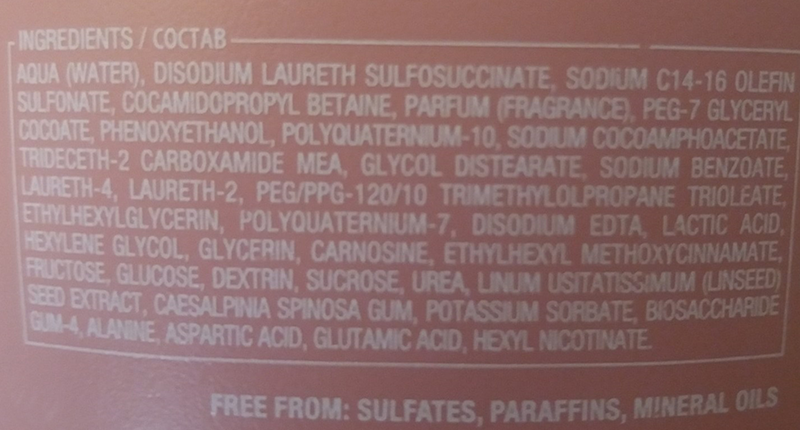 INGREDIENTS / СОСТАВ
AQUA (WATER), DISODIUM LAURETH SULFOSUCCINATE, SODIUM C14-16 OLEFIN
SULFONATE, COCAMIDOPROPYL BETAINE, PARFUM (FRAGRANCE), PEG-7 GLYCERYL
COCOATE, PHENOXYETHANOL, POLYQUATERNIUM-10, SODIUM COCOAMPHOACETATE,
TRIDECETH-2 CARBOXAMIDE MEA, GLYCOL DISTEARATE, SODIUM BENZOATE,
LAURETH-4, LAURETH-2, PEG/PPG-120/10 TRIMETHYLOLPROPANE TRIOLEATE,
ETHYLHEXYLGLYCERIN, POLYQUATERNIUM-7, DISODIUM EDTA, LACTIC ACID,
HEXYLENE GLYCOL, GLYCERIN, CARNOSINE, ETHYLHEXYL METHOXYCINNAMATE,
FRUCTOSE, GLUCOSE, DEXTRIN, SUCROSE, UREA, LINUM USITATISSIMUM (LINSEED)
SEED EXTRACT, CAESALPINIA SPINOSA GUM, POTASSIUM SORBATE, BIOSACCHARIDE
GUM-4, ALANINE, ASPARTIC ACID, GLUTAMIC ACID, HEXYL NICOTINATE.
FREE FROM: SULFATES, PARAFFINS, MINERAL OILS